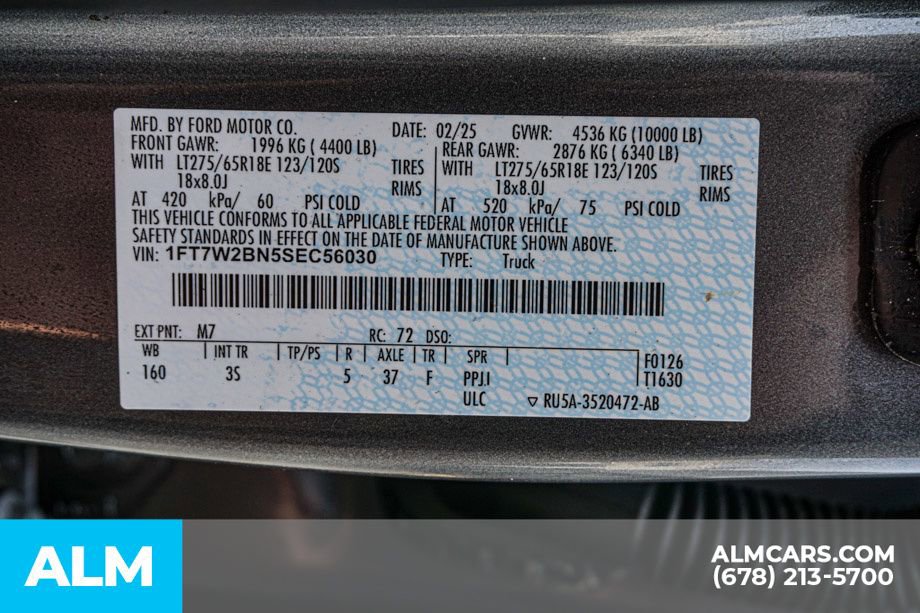 MFD. BY FORD MOTOR CO. DATE: 02/25 GVWR: 4536 KG (10000 LB)
FRONT GAWR: 1996 KG ( 4400 LB) REAR GAWR: 2876 KG ( 6340 LB)
WITH LT275/65R18E 123/120S TIRES WITH LT275/65R18E 123/120S TIRES
18x8.0J RIMS 18x8.0J RIMS
AT 420 kPa/ 60 PSI COLD AT 520 kPa/ 75 PSI COLD
THIS VEHICLE CONFORMS TO ALL APPLICABLE FEDERAL MOTOR VEHICLE
SAFETY STANDARDS IN EFFECT ON THE DATE OF MANUFACTURE SHOWN ABOVE.
VIN: 1FT7W2BN5SEC56030 TYPE: Truck
EXT PNT: M7 RC: 72 DSO:
WB INT TR TP/PS R AXLE TR SPR F0126
160 3S 5 37 F PPJ.I T1630
ULC ▽ RU5A-3520472-AB
ALM
ALMCARS.COM
(678) 213-5700